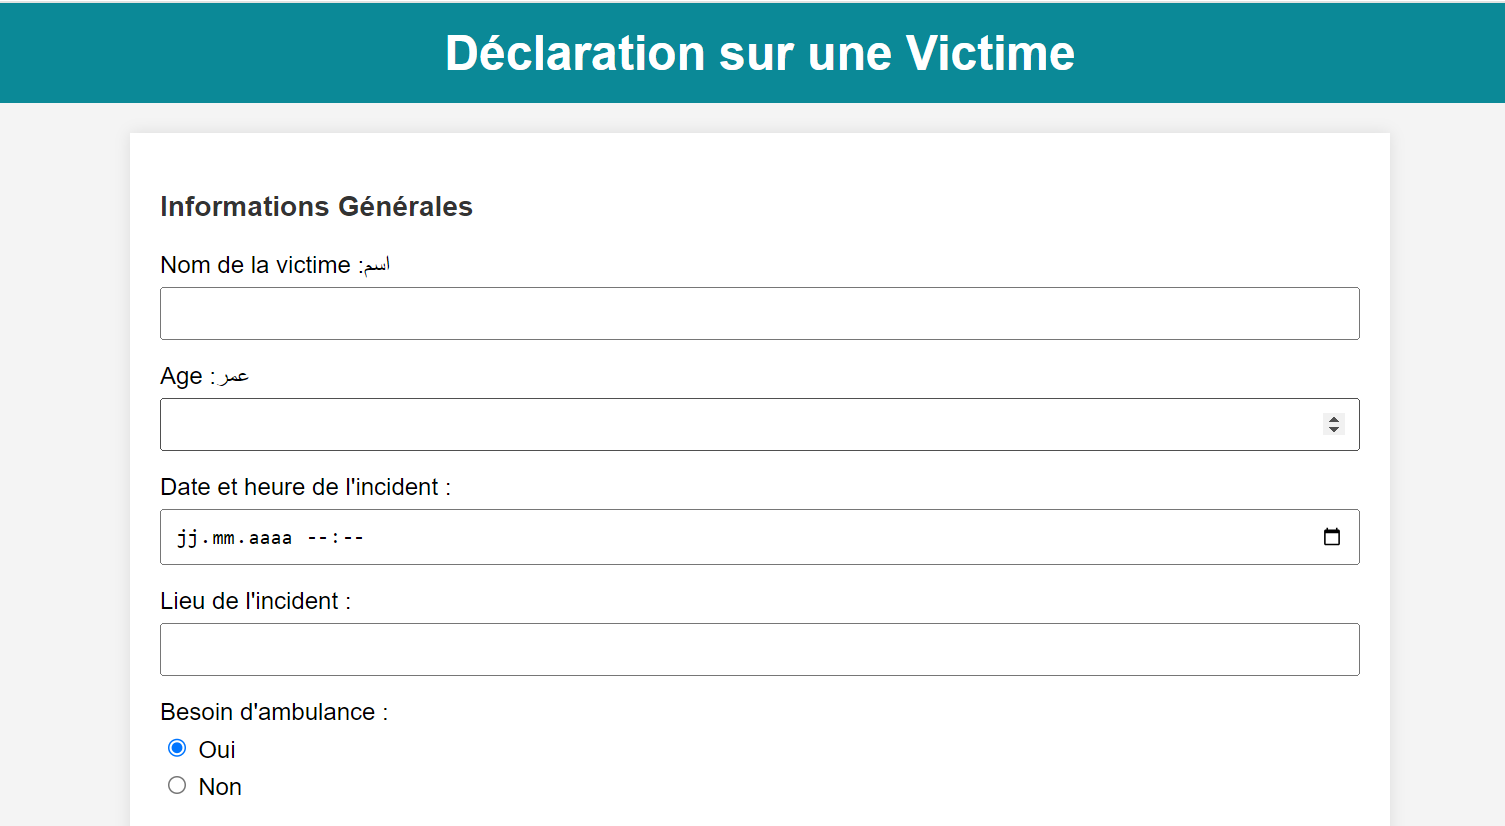 Déclaration sur une Victime
Informations Générales
Nom de la victime :اسم
Age : عمر
Date et heure de l'incident :
jj.mm.aaaa --:--
Lieu de l'incident :
Besoin d'ambulance :
Oui
Non